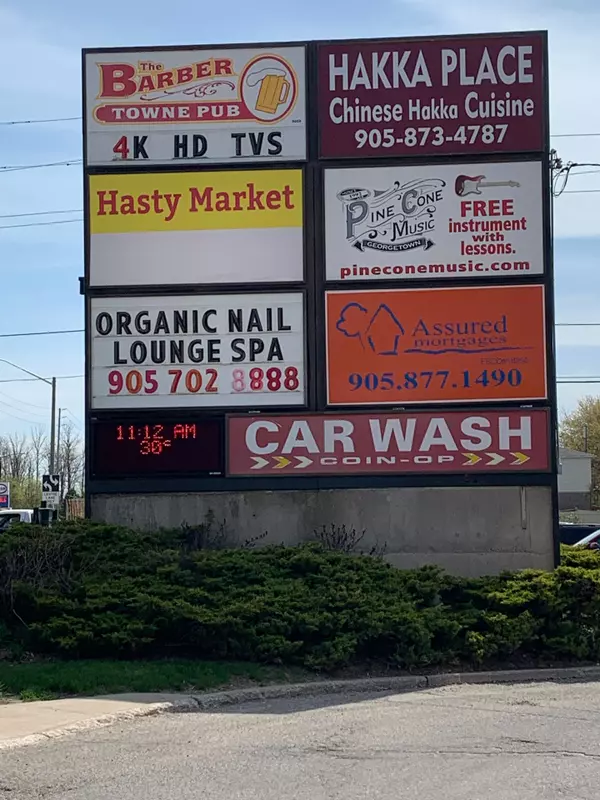 The
BARBER
TOWNE PUB
4K HD TVS
HAKKA PLACE
Chinese Hakka Cuisine
905-873-4787
Hasty Market
PINE CONE
MUSIC
GEORGETOWN
FREE
instrument
with
lessons.
pineconemusic.com
ORGANIC NAIL
LOUNGE SPA
905 702 8888
Assured
mortgages
905.877.1490
11:12 AM
30°
CAR WASH
COIN-OP